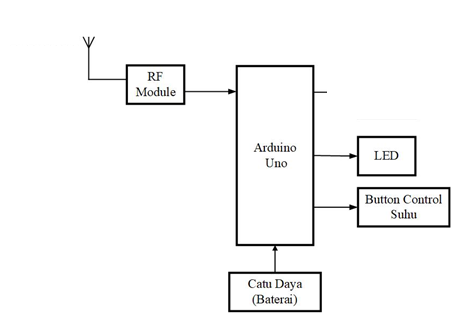 RF
Module
Arduino
Uno
LED
Button Control
Suhu
Catu Daya
(Baterai)